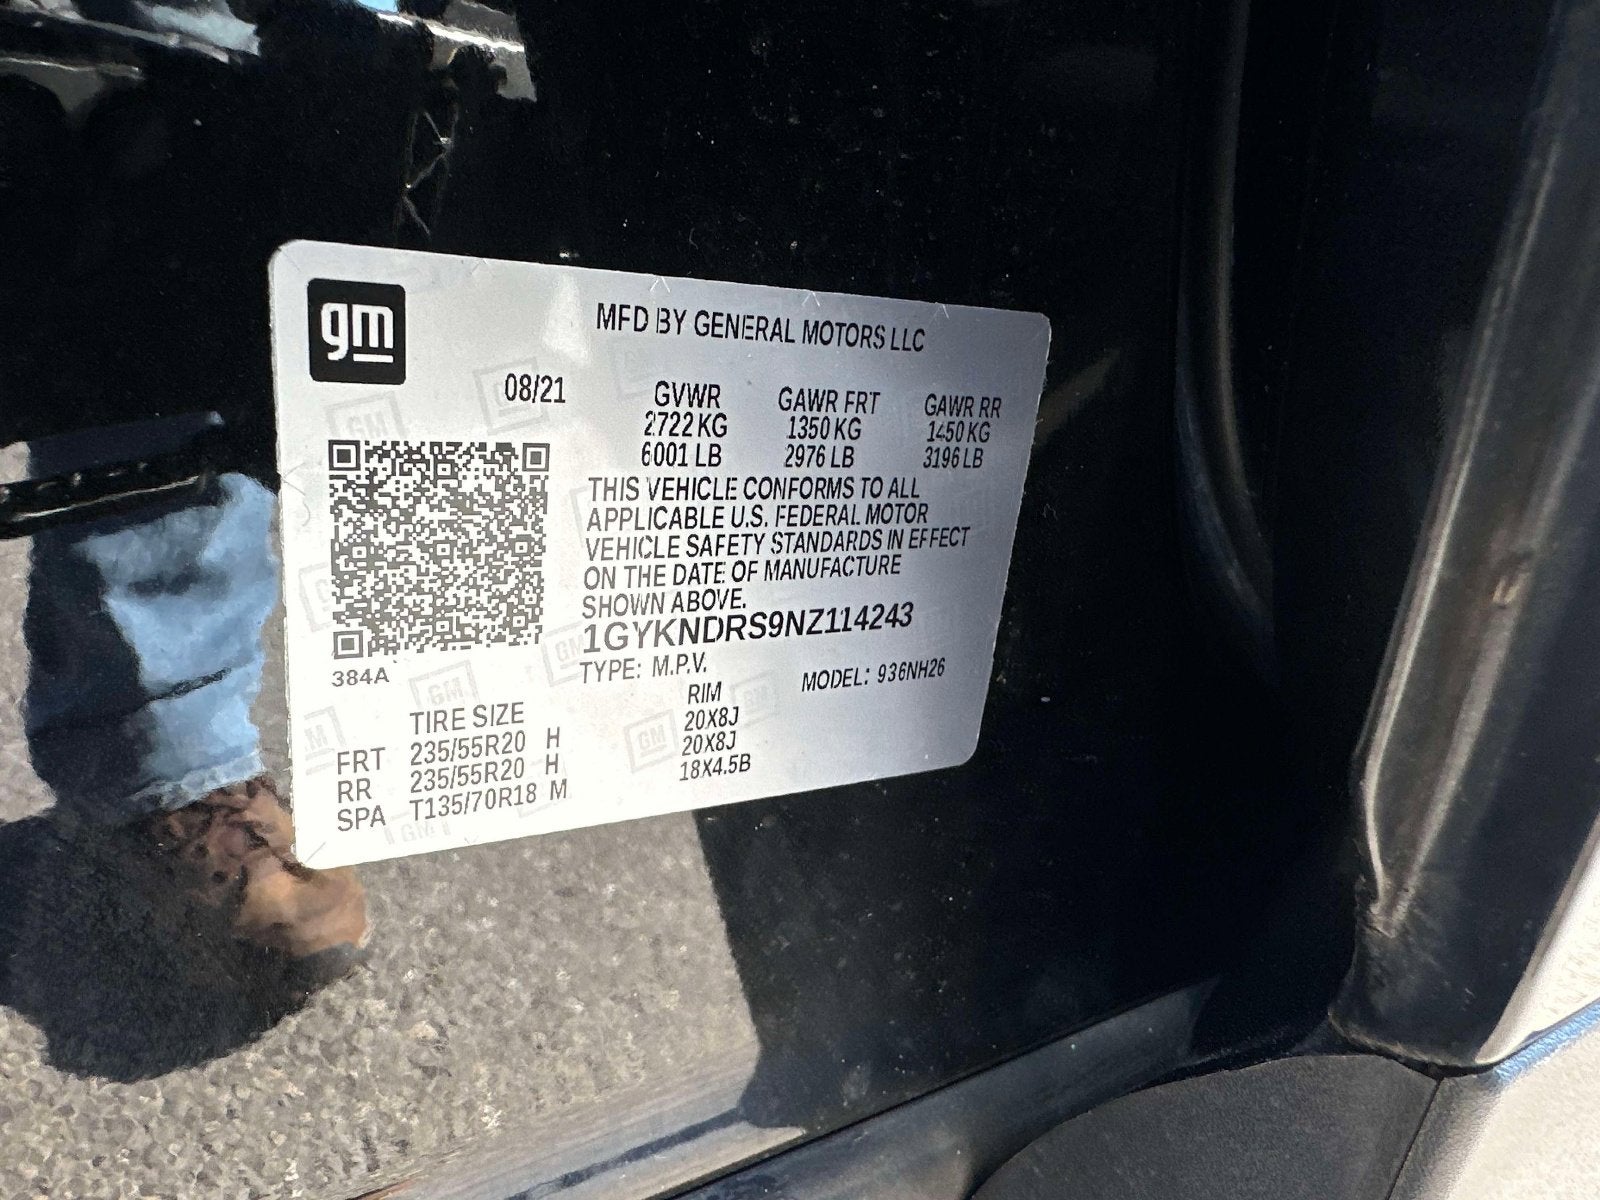 gm
MFD BY GENERAL MOTORS LLC
08/21 GVWR GAWR FRT GAWR RR
2722 KG 1350 KG 1450 KG
6001 LB 2976 LB 3196 LB
THIS VEHICLE CONFORMS TO ALL
APPLICABLE U.S. FEDERAL MOTOR
VEHICLE SAFETY STANDARDS IN EFFECT
ON THE DATE OF MANUFACTURE
SHOWN ABOVE.
1GYKNDRS9NZ114243
384A TYPE: M.P.V. MODEL: 936NH26
TIRE SIZE RIM
FRT 235/55R20 H 20X8J
RR 235/55R20 H 20X8J
SPA T135/70R18 M 18X4.5B